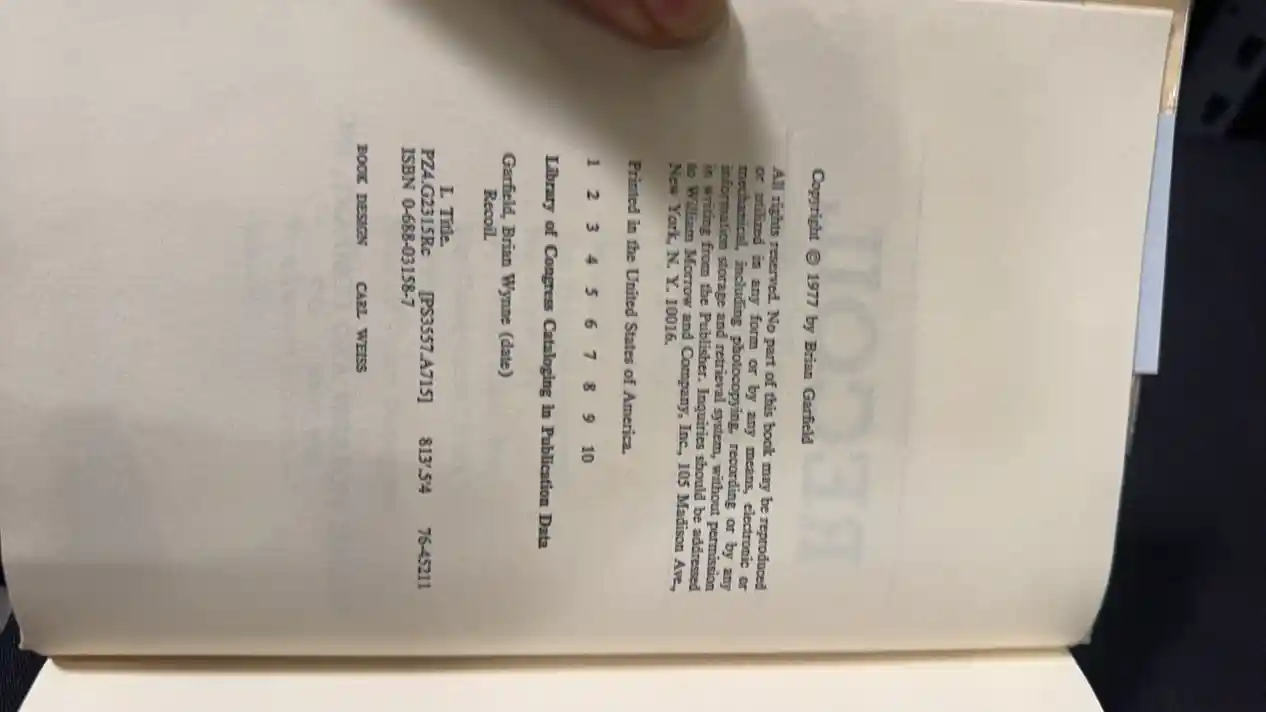 Copyright © 1977 by Brian Garfield
All rights reserved. No part of this book may be reproduced
or utilized in any form or by any means, electronic or
mechanical, including photocopying, recording or by any
information storage and retrieval system, without permission
in writing from the Publisher. Inquiries should be addressed
to William Morrow and Company, Inc., 105 Madison Ave.,
New York, N. Y. 10016.
Printed in the United States of America.
1 2 3 4 5 6 7 8 9 10
Library of Congress Cataloging in Publication Data
Garfield, Brian Wynne (date)
Recoil.
I. Title.
PZ4.G2315Rc [PS3557.A715] 813'.5'4 76-45211
ISBN 0-688-03158-7
BOOK DESIGN CARL WEISS